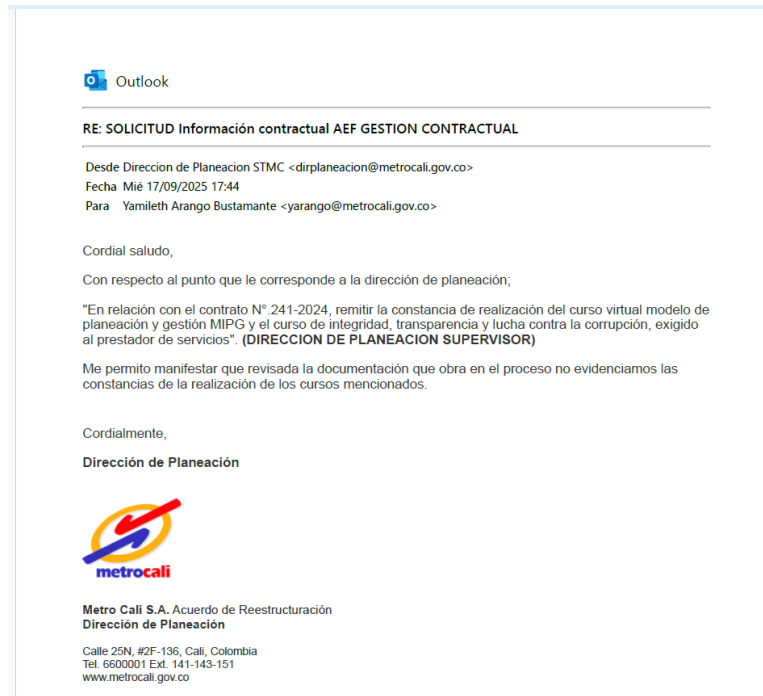 Outlook
RE: SOLICITUD Información contractual AEF GESTION CONTRACTUAL
Desde Direccion de Planeacion STMC <dirplaneacion@metrocali.gov.co>
Fecha Mié 17/09/2025 17:44
Para Yamileth Arango Bustamante <yarango@metrocali.gov.co>
Cordial saludo,
Con respecto al punto que le corresponde a la dirección de planeación;
"En relación con el contrato N°.241-2024, remitir la constancia de realización del curso virtual modelo de
planeación y gestión MIPG y el curso de integridad, transparencia y lucha contra la corrupción, exigido
al prestador de servicios". (DIRECCION DE PLANEACION SUPERVISOR)
Me permito manifestar que revisada la documentación que obra en el proceso no evidenciamos las
constancias de la realización de los cursos mencionados.
Cordialmente,
Dirección de Planeación
metrocali
Metro Cali S.A. Acuerdo de Reestructuración
Dirección de Planeación
Calle 25N, #2F-136, Cali, Colombia
Tel. 6600001 Ext. 141-143-151
www.metrocali.gov.co